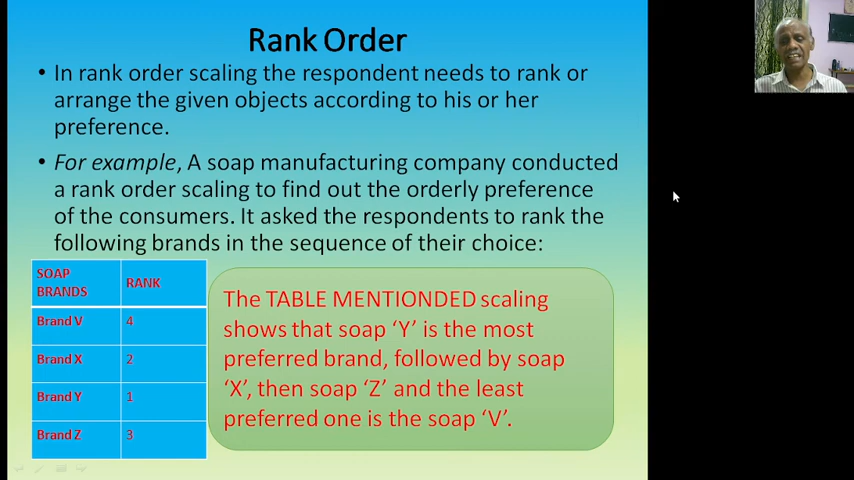 Rank Order
• In rank order scaling the respondent needs to rank or
arrange the given objects according to his or her
preference.
• For example, A soap manufacturing company conducted
a rank order scaling to find out the orderly preference
of the consumers. It asked the respondents to rank the
following brands in the sequence of their choice:
SOAP
BRANDS
RANK
Brand V 4
Brand X 2
Brand Y 1
Brand Z 3
The TABLE MENTIONDED scaling
shows that soap ‘Y’ is the most
preferred brand, followed by soap
‘X’, then soap ‘Z’ and the least
preferred one is the soap ‘V’.